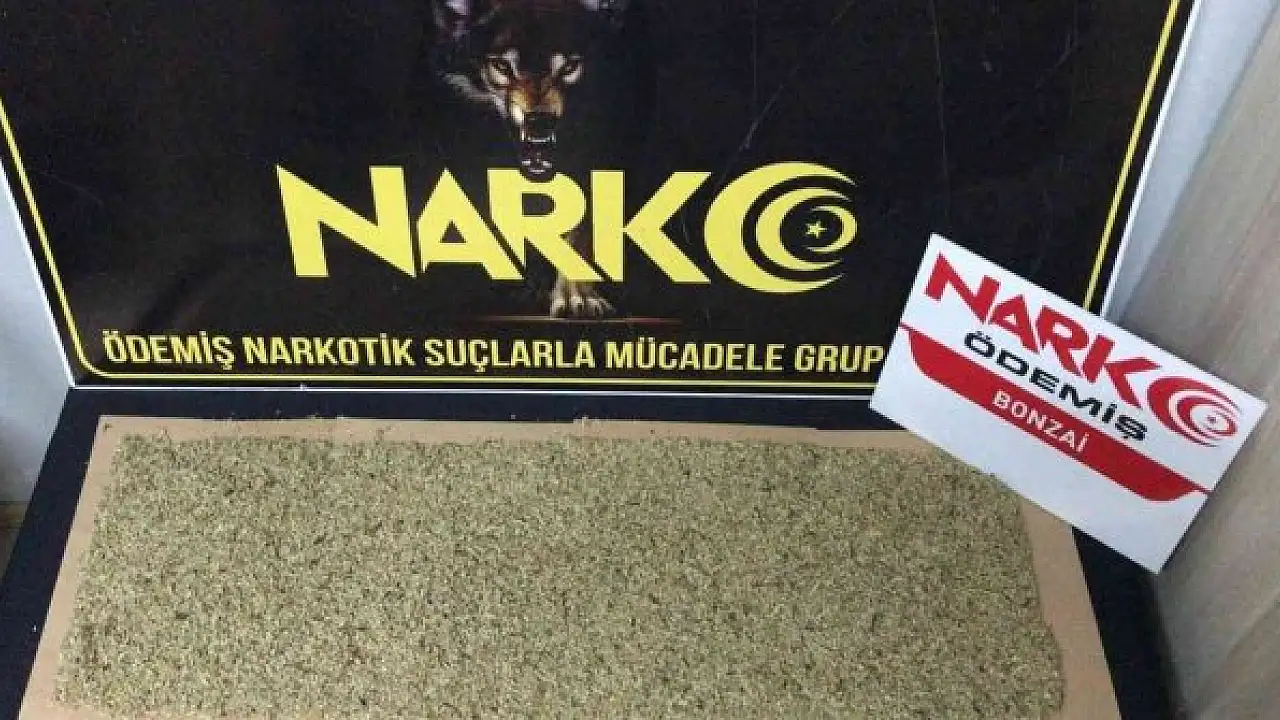 NARKO
ÖDEMİŞ NARKOTİK SUÇLARLA MÜCADELE GRUP
NARKO
ÖDEMİŞ
BONZAİ